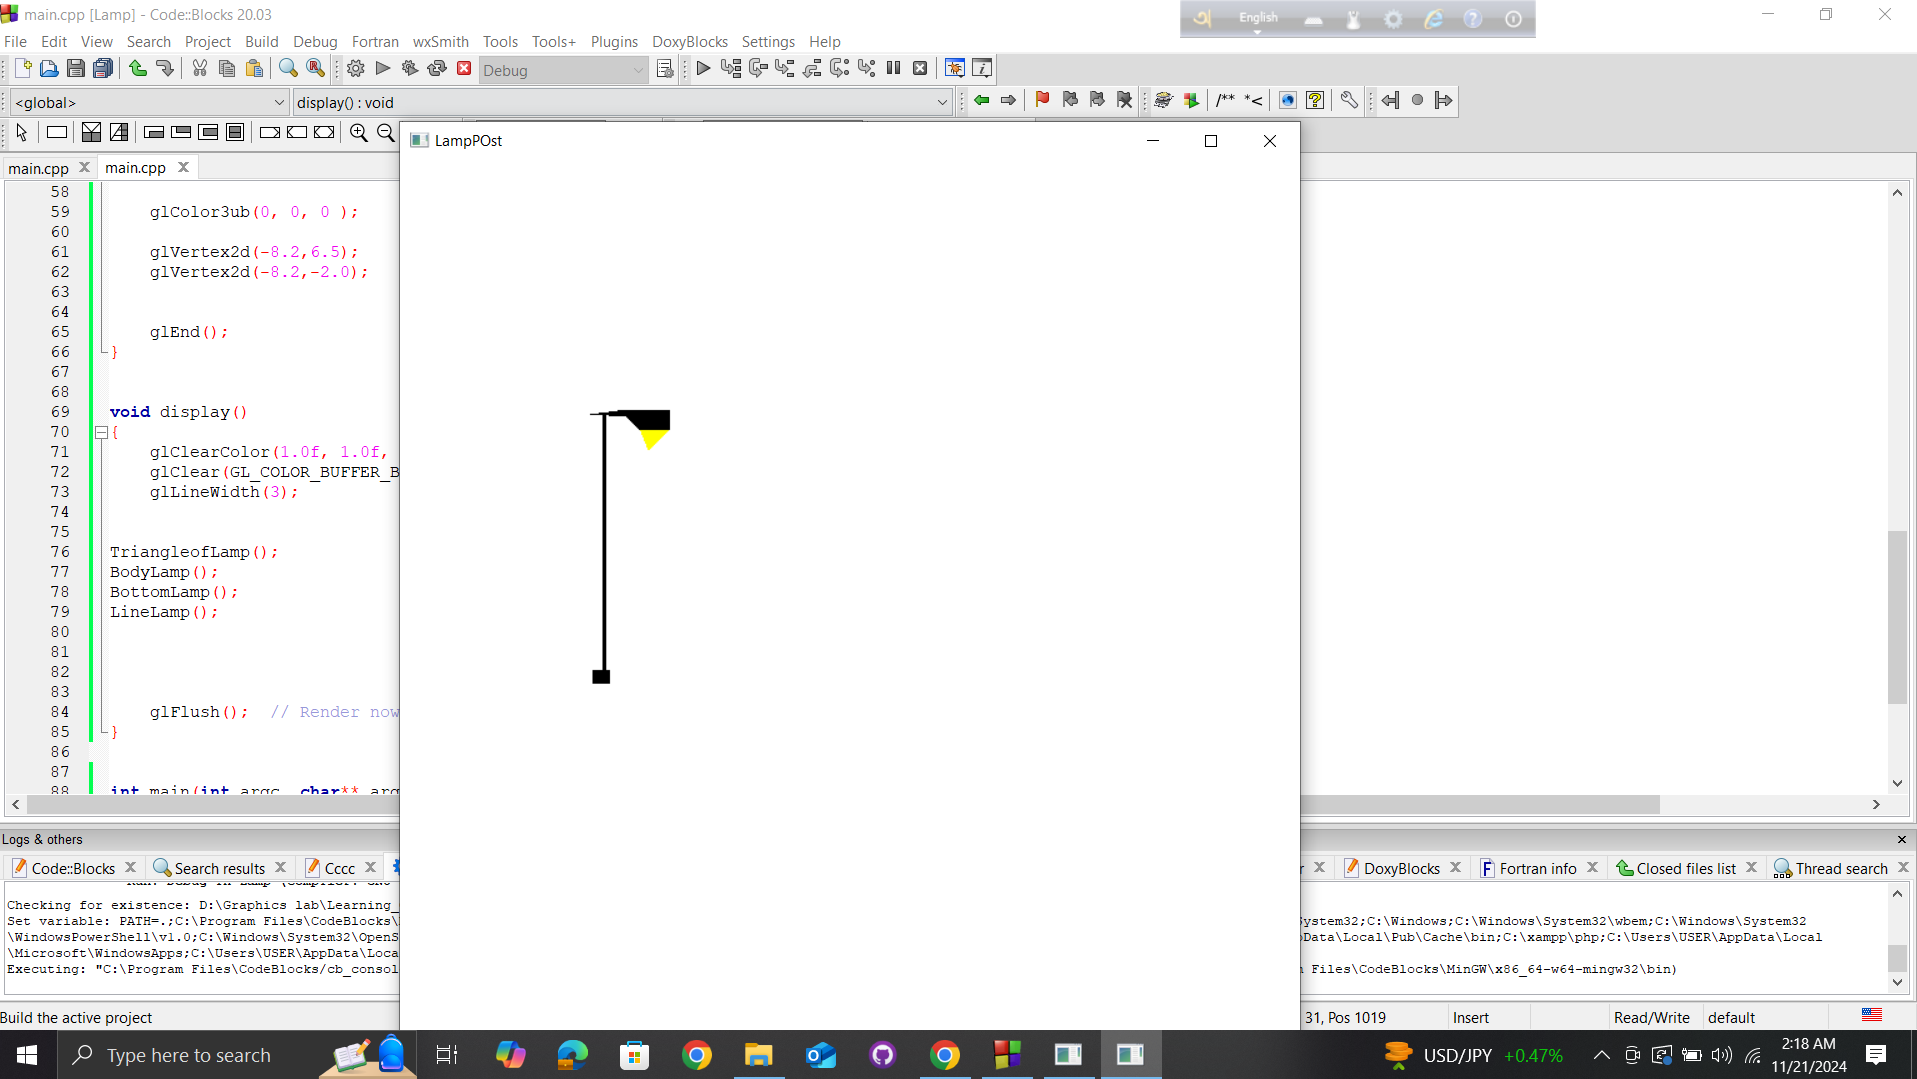 main.cpp [Lamp] - Code::Blocks 20.03
English
File Edit View Search Project Build Debug Fortran wxSmith Tools Tools+ Plugins DoxyBlocks Settings Help
Debug
<global> display() : void
/** *<
LampPOst
main.cpp main.cpp
58
59 glColor3ub(0, 0, 0 );
60
61 glVertex2d(-8.2,6.5);
62 glVertex2d(-8.2,-2.0);
63
64
65 glEnd();
66 }
67
68
69 void display()
70 {
71 glClearColor(1.0f, 1.0f,
72 glClear(GL_COLOR_BUFFER_B
73 glLineWidth(3);
74
75
76 TriangleofLamp();
77 BodyLamp();
78 BottomLamp();
79 LineLamp();
80
81
82
83
84 glFlush(); // Render now
85 }
86
87
88 int main(int argc, char** arg
Logs & others
Code::Blocks Search results Cccc r DoxyBlocks Fortran info Closed files list Thread search
Checking for existence: D:\Graphics lab\Learning_
Set variable: PATH=.;C:\Program Files\CodeBlocks\ System32;C:\Windows;C:\Windows\System32\wbem;C:\Windows\System32
\WindowsPowerShell\v1.0;C:\Windows\System32\OpenS pData\Local\Pub\Cache\bin;C:\xampp\php;C:\Users\USER\AppData\Local
\Microsoft\WindowsApps;C:\Users\USER\AppData\Loca
Executing: "C:\Program Files\CodeBlocks/cb_consol Files\CodeBlocks\MinGW\x86_64-w64-mingw32\bin)
Build the active project 31, Pos 1019 Insert Read/Write default
Type here to search USD/JPY +0.47% 2:18 AM
11/21/2024